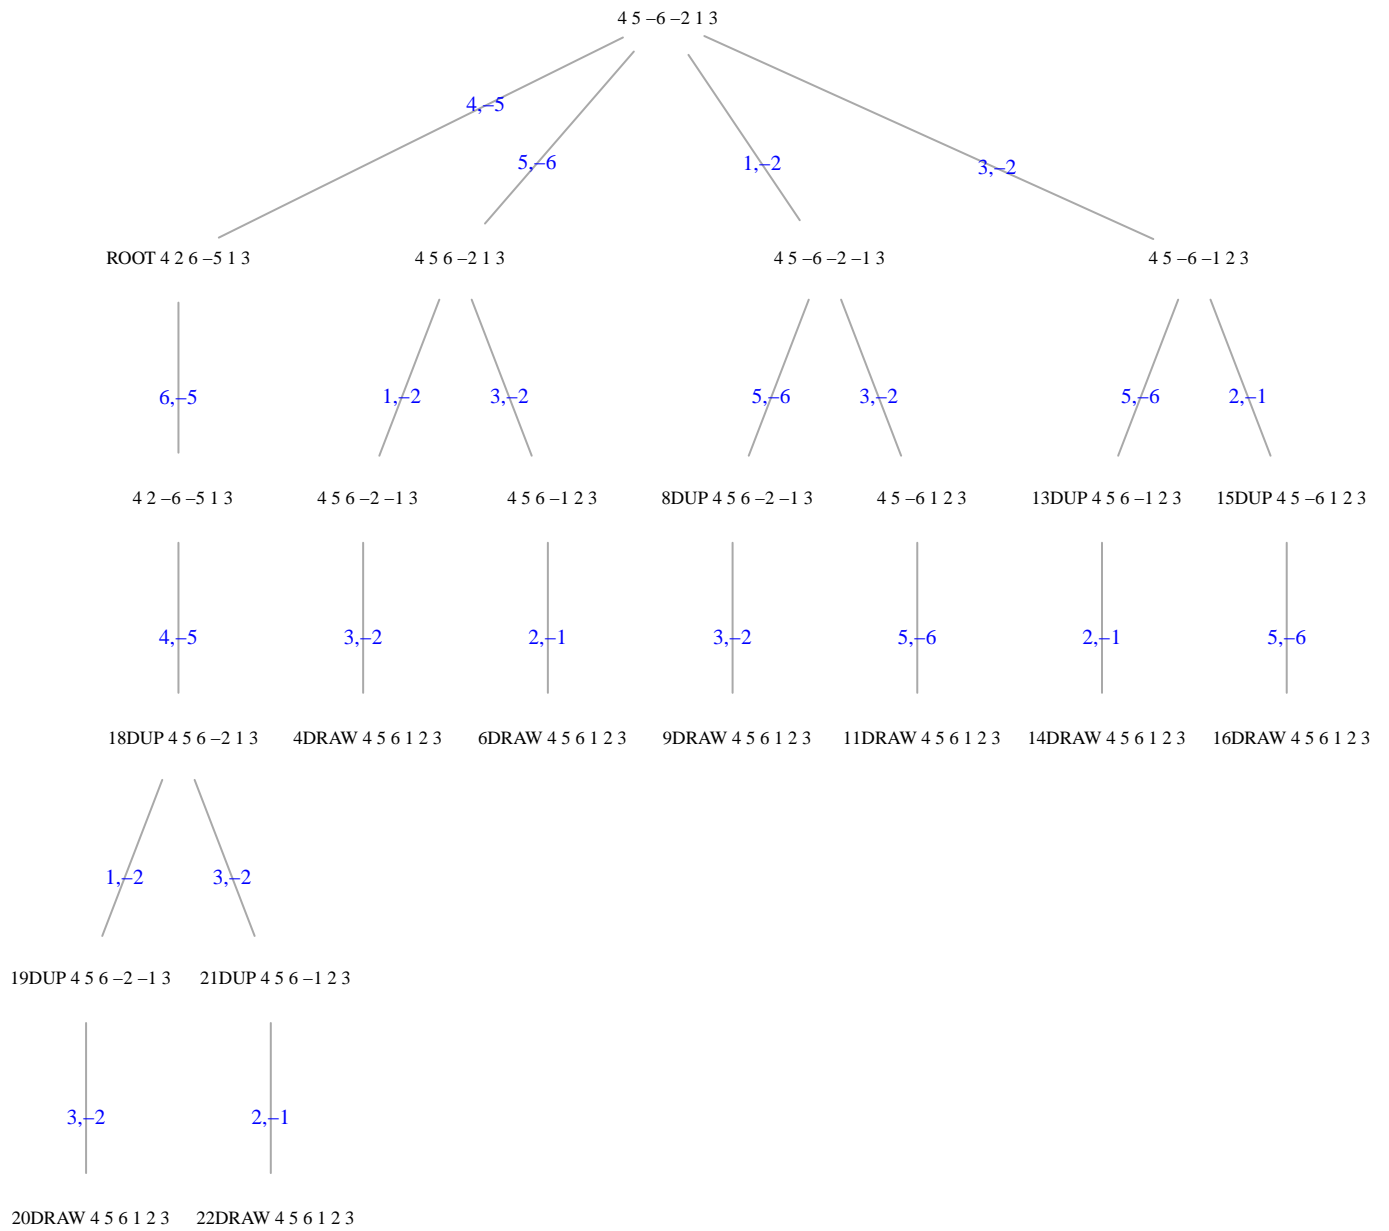 4 5 –6 –2 1 3
4,–5
5,–6
1,–2
3,–2
ROOT 4 2 6 –5 1 3
4 5 6 –2 1 3
4 5 –6 –2 –1 3
4 5 –6 –1 2 3
6,–5
1,–2
3,–2
5,–6
3,–2
5,–6
2,–1
4 2 –6 –5 1 3
4 5 6 –2 –1 3
4 5 6 –1 2 3
8DUP 4 5 6 –2 –1 3
4 5 –6 1 2 3
13DUP 4 5 6 –1 2 3
15DUP 4 5 –6 1 2 3
4,–5
3,–2
2,–1
3,–2
5,–6
2,–1
5,–6
18DUP 4 5 6 –2 1 3
4DRAW 4 5 6 1 2 3
6DRAW 4 5 6 1 2 3
9DRAW 4 5 6 1 2 3
11DRAW 4 5 6 1 2 3
14DRAW 4 5 6 1 2 3
16DRAW 4 5 6 1 2 3
1,–2
3,–2
19DUP 4 5 6 –2 –1 3
21DUP 4 5 6 –1 2 3
3,–2
2,–1
20DRAW 4 5 6 1 2 3
22DRAW 4 5 6 1 2 3